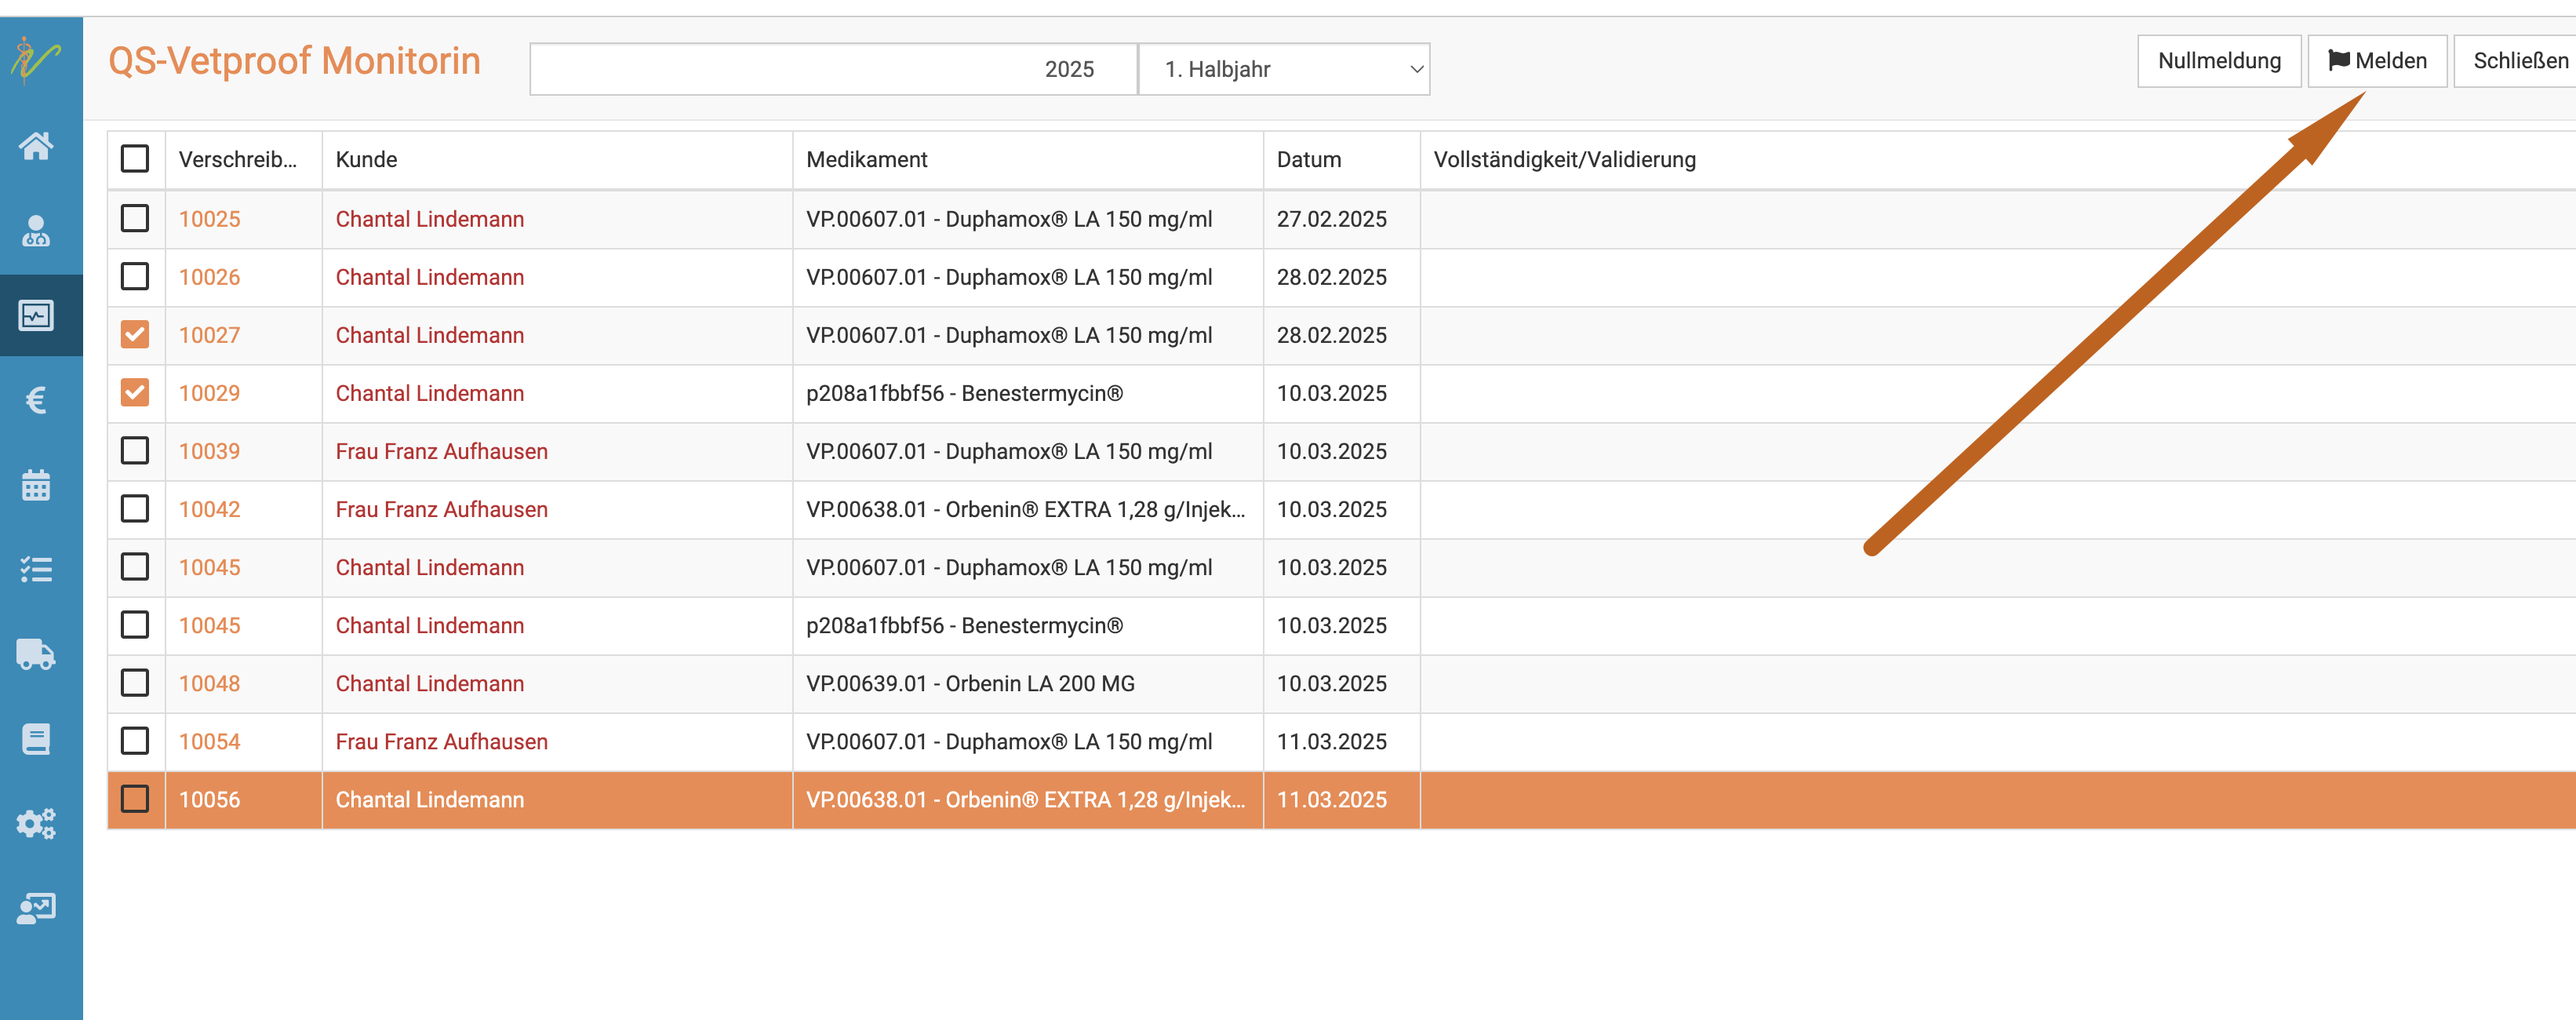 QS-Vetproof Monitorin 2025 1. Halbjahr Nullmeldung Melden Schließen
Verschreib... Kunde Medikament Datum Vollständigkeit/Validierung
10025 Chantal Lindemann VP.00607.01 - Duphamox® LA 150 mg/ml 27.02.2025
10026 Chantal Lindemann VP.00607.01 - Duphamox® LA 150 mg/ml 28.02.2025
10027 Chantal Lindemann VP.00607.01 - Duphamox® LA 150 mg/ml 28.02.2025
10029 Chantal Lindemann p208a1fbbf56 - Benestermycin® 10.03.2025
10039 Frau Franz Aufhausen VP.00607.01 - Duphamox® LA 150 mg/ml 10.03.2025
10042 Frau Franz Aufhausen VP.00638.01 - Orbenin® EXTRA 1,28 g/Injek... 10.03.2025
10045 Chantal Lindemann VP.00607.01 - Duphamox® LA 150 mg/ml 10.03.2025
10045 Chantal Lindemann p208a1fbbf56 - Benestermycin® 10.03.2025
10048 Chantal Lindemann VP.00639.01 - Orbenin LA 200 MG 10.03.2025
10054 Frau Franz Aufhausen VP.00607.01 - Duphamox® LA 150 mg/ml 11.03.2025
10056 Chantal Lindemann VP.00638.01 - Orbenin® EXTRA 1,28 g/Injek... 11.03.2025